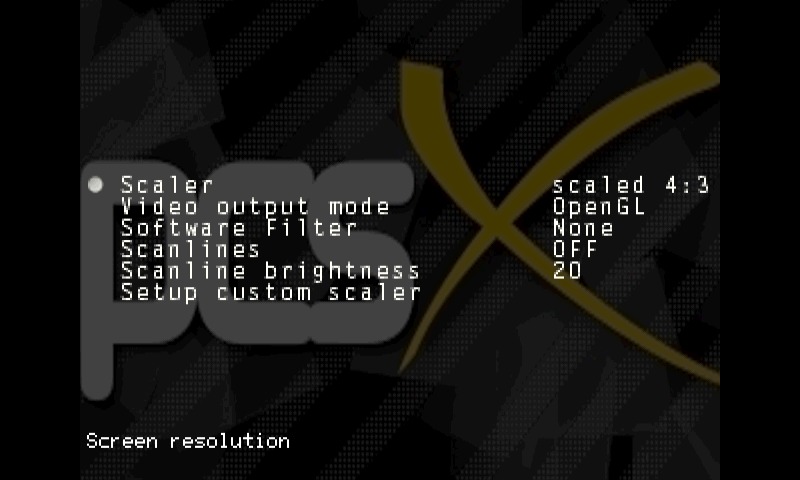 pcsx
Scaler scaled 4:3
Video output mode OpenGL
Software Filter None
Scanlines OFF
Scanline brightness 20
Setup custom scaler
Screen resolution